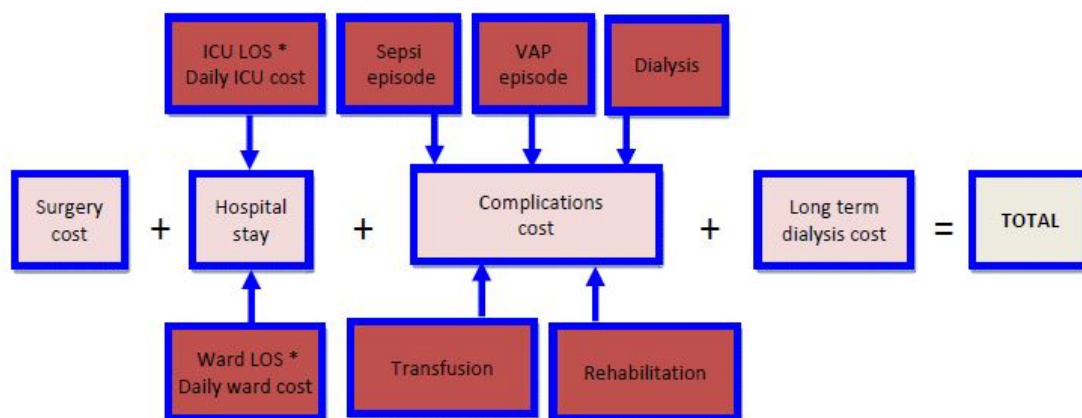 ICU LOS *
Daily ICU cost
Sepsi
episode
VAP
episode
Dialysis
Surgery
cost
+
Hospital
stay
+
Complications
cost
+
Long term
dialysis cost
=
TOTAL
Ward LOS *
Daily ward cost
Transfusion
Rehabilitation